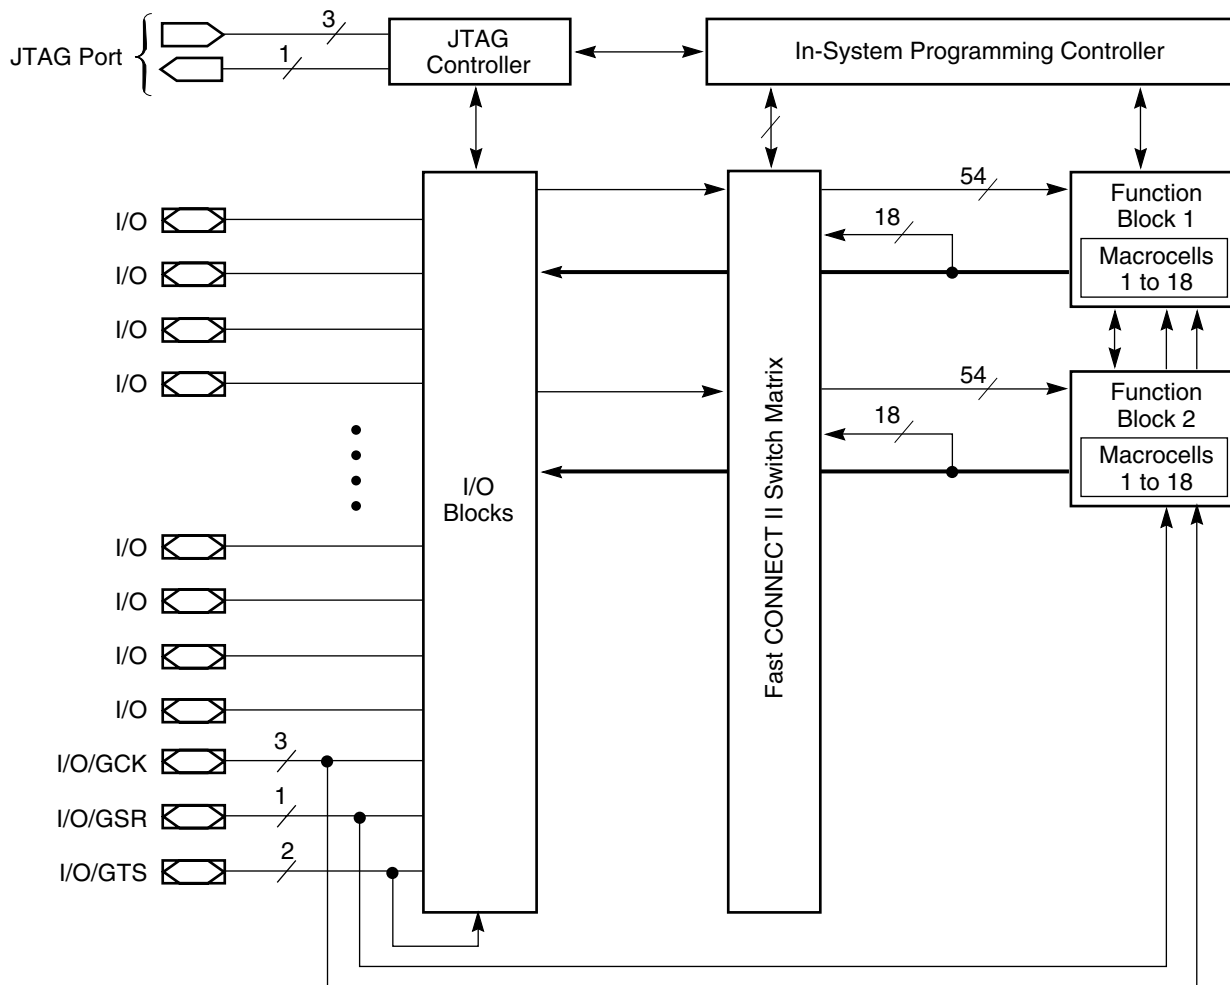 JTAG Port
3
1
JTAG
Controller
In-System Programming Controller
I/O
I/O
I/O
I/O
I/O
I/O
I/O
I/O
I/O/GCK
3
I/O/GSR
1
I/O/GTS
2
I/O
Blocks
Fast CONNECT II Switch Matrix
54
18
Function
Block 1
Macrocells
1 to 18
54
18
Function
Block 2
Macrocells
1 to 18